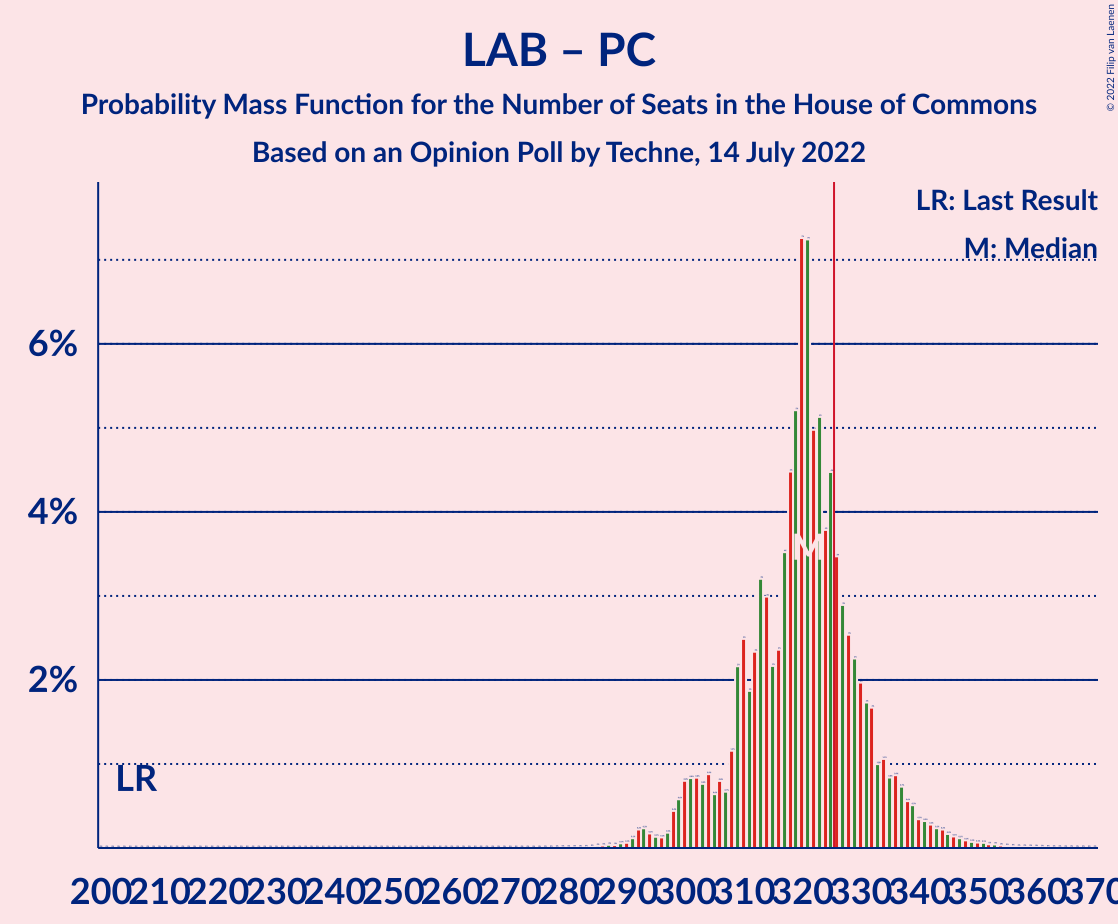 LAB – PC
Probability Mass Function for the Number of Seats in the House of Commons
Based on an Opinion Poll by Techne, 14 July 2022
© 2022 Filip van Laenen
LR: Last Result
M: Median
6%
4%
2%
LR
M
200 210 220 230 240 250 260 270 280 290 300 310 320 330 340 350 360 370